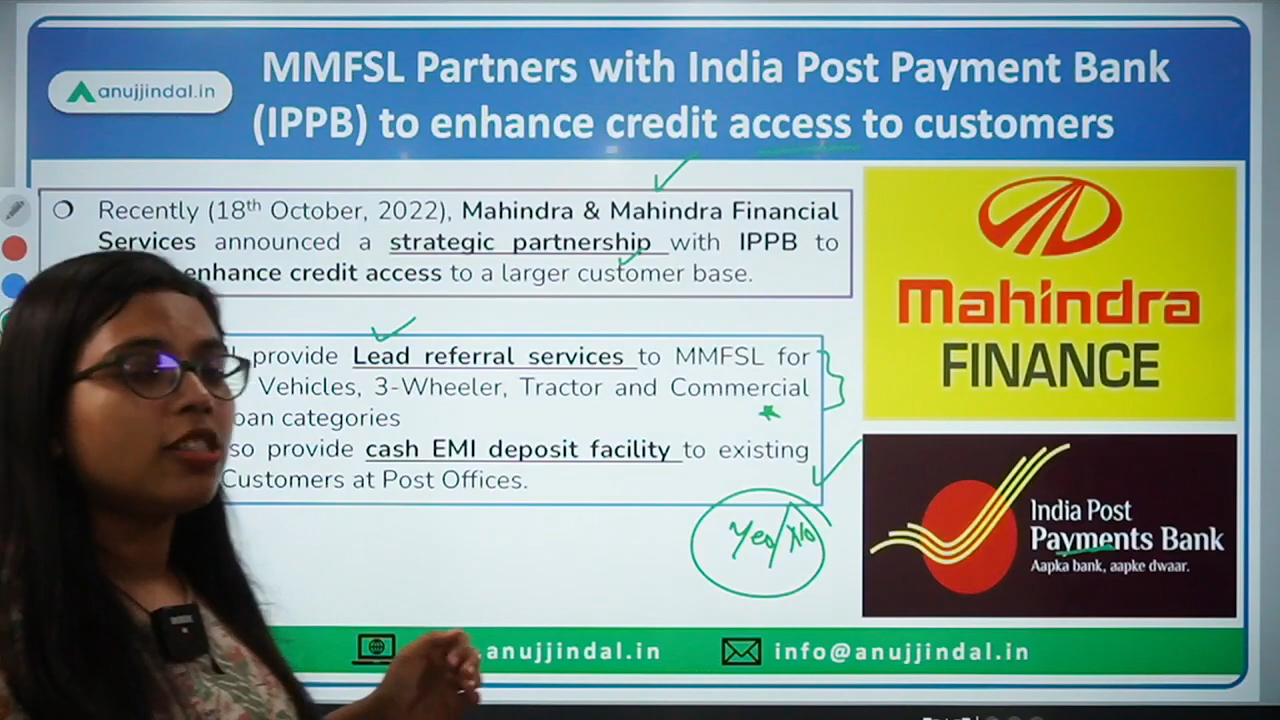 MMFSL Partners with India Post Payment Bank
(IPPB) to enhance credit access to customers
anujjindal.in
Recently (18th October, 2022), Mahindra & Mahindra Financial
Services announced a strategic partnership with IPPB to
enhance credit access to a larger customer base.
provide Lead referral services to MMFSL for
Vehicles, 3-Wheeler, Tractor and Commercial
oan categories
so provide cash EMI deposit facility to existing
Customers at Post Offices.
Yes/No
mahindra
FINANCE
India Post
Payments Bank
Aapka bank, aapke dwaar.
.anujjindal.in
info@anujjindal.in